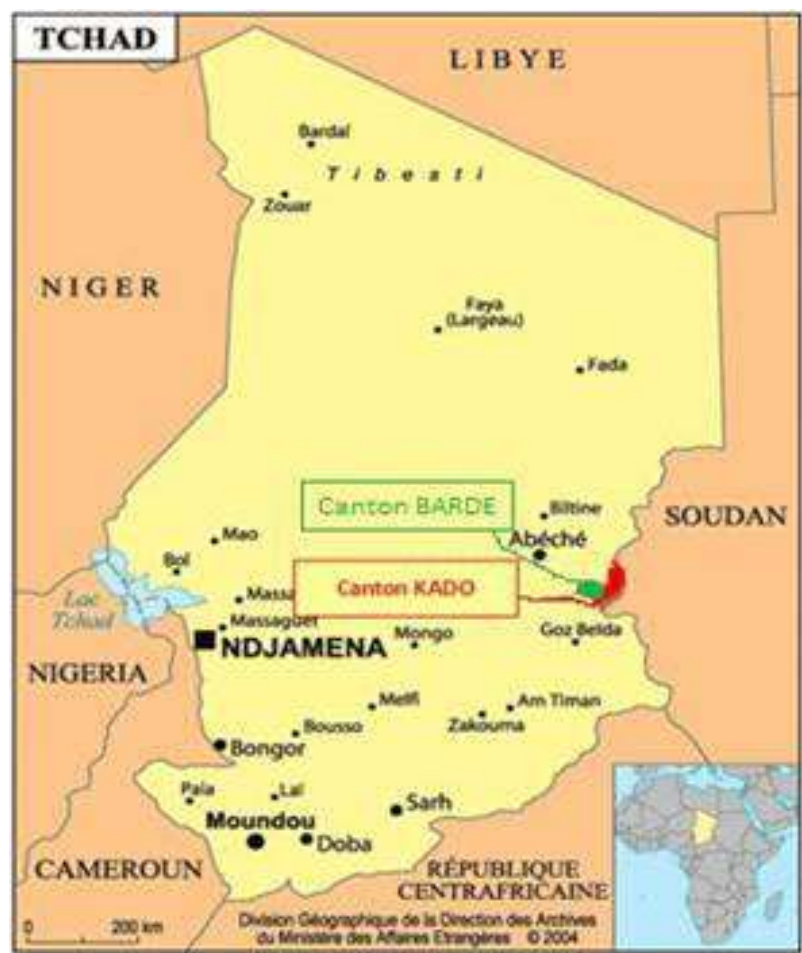 TCHAD
LIBYE
Bardal
Tibesti
Zouar
NIGER
Faya
(Largeau)
Fada
Canton BARDE
Biltine
SOUDAN
Abéché
Mao
Bol
Canton KADO
Massa
Lac
Tchad
Massaguet
NDJAMENA
Mongo
Goz Beïda
NIGERIA
Melfi
Am Timan
Zakouma
Bousso
Bongor
Pala
Laï
Sarh
Moundou
Doba
CAMEROUN
RÉPUBLIQUE
CENTRAFRICAINE
0 200 km
Division Géographique de la Direction des Archives
du Ministère des Affaires Etrangères © 2004